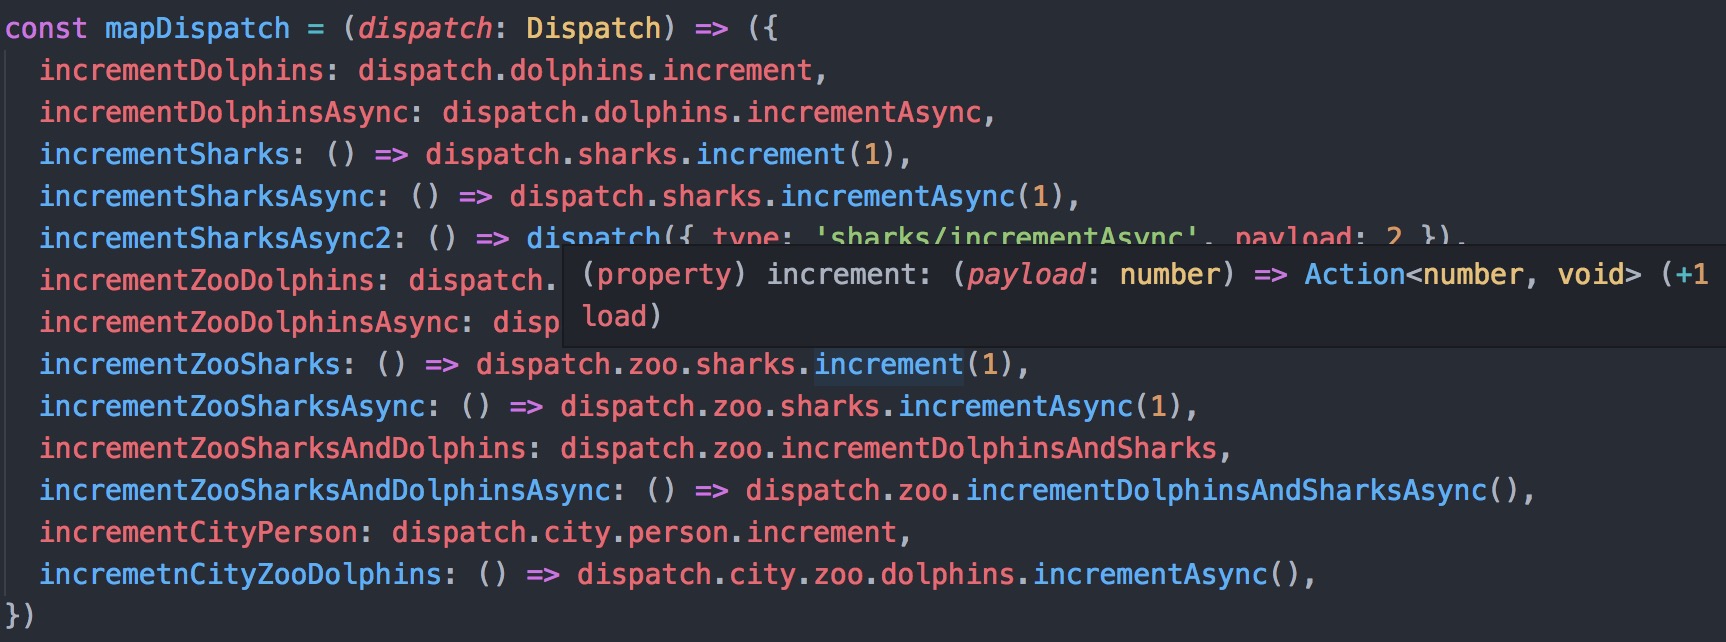 const mapDispatch = (dispatch: Dispatch) => ({
incrementDolphins: dispatch.dolphins.increment,
incrementDolphinsAsync: dispatch.dolphins.incrementAsync,
incrementSharks: () => dispatch.sharks.increment(1),
incrementSharksAsync: () => dispatch.sharks.incrementAsync(1),
incrementSharksAsync2: () => dispatch({ type: 'sharks/incrementAsync', payload: 2 }),
(property) increment: (payload: number) => Action<number, void> (+1
load)
incrementZooDolphins: dispatch.
incrementZooDolphinsAsync: disp
incrementZooSharks: () => dispatch.zoo.sharks.increment(1),
incrementZooSharksAsync: () => dispatch.zoo.sharks.incrementAsync(1),
incrementZooSharksAndDolphins: dispatch.zoo.incrementDolphinsAndSharks,
incrementZooSharksAndDolphinsAsync: () => dispatch.zoo.incrementDolphinsAndSharksAsync(),
incrementCityPerson: dispatch.city.person.increment,
incremetnCityZooDolphins: () => dispatch.city.zoo.dolphins.incrementAsync(),
})